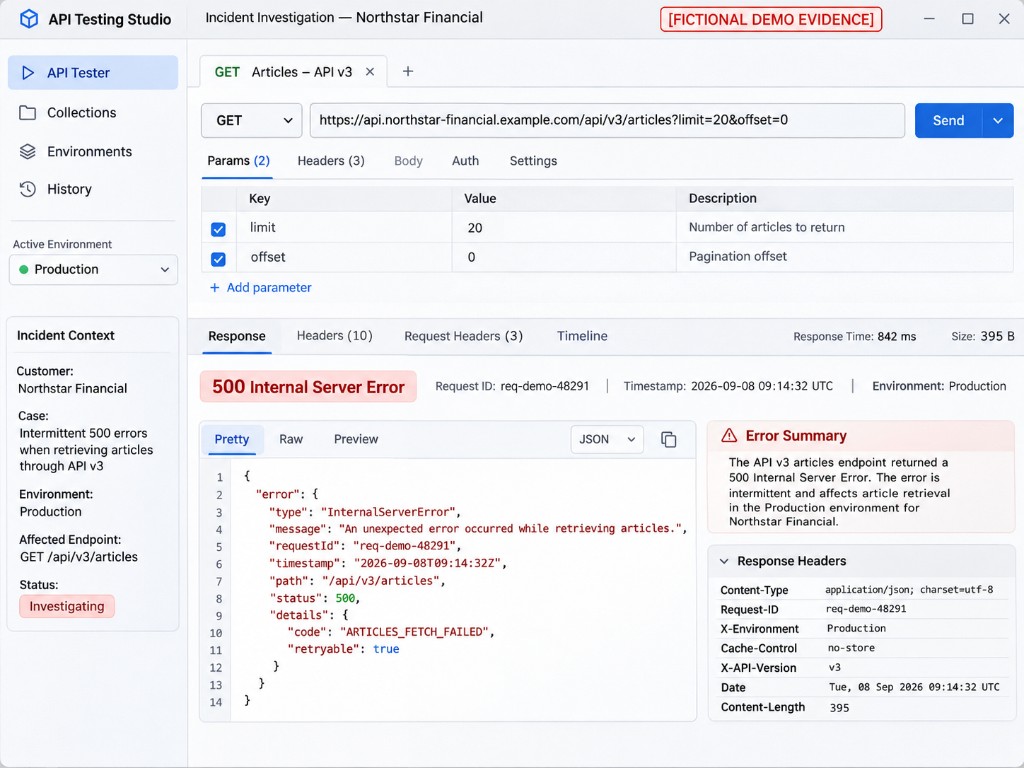 API Testing Studio
Incident Investigation — Northstar Financial
[FICTIONAL DEMO EVIDENCE]
API Tester
Collections
Environments
History
Active Environment
Production
Incident Context
Customer:
Northstar Financial
Case:
Intermittent 500 errors
when retrieving articles
through API v3
Environment:
Production
Affected Endpoint:
GET /api/v3/articles
Status:
Investigating
GET Articles – API v3
GET https://api.northstar-financial.example.com/api/v3/articles?limit=20&offset=0 Send
Params (2) Headers (3) Body Auth Settings
Key Value Description
limit 20 Number of articles to return
offset 0 Pagination offset
+ Add parameter
Response Headers (10) Request Headers (3) Timeline Response Time: 842 ms Size: 395 B
500 Internal Server Error Request ID: req-demo-48291 | Timestamp: 2026-09-08 09:14:32 UTC | Environment: Production
Pretty Raw Preview JSON
1 {
2 "error": {
3 "type": "InternalServerError",
4 "message": "An unexpected error occurred while retrieving articles.",
5 "requestId": "req-demo-48291",
6 "timestamp": "2026-09-08T09:14:32Z",
7 "path": "/api/v3/articles",
8 "status": 500,
9 "details": {
10 "code": "ARTICLES_FETCH_FAILED",
11 "retryable": true
12 }
13 }
14 }
Error Summary
The API v3 articles endpoint returned a
500 Internal Server Error. The error is
intermittent and affects article retrieval
in the Production environment for
Northstar Financial.
Response Headers
Content-Type application/json; charset=utf-8
Request-ID req-demo-48291
X-Environment Production
Cache-Control no-store
X-API-Version v3
Date Tue, 08 Sep 2026 09:14:32 UTC
Content-Length 395